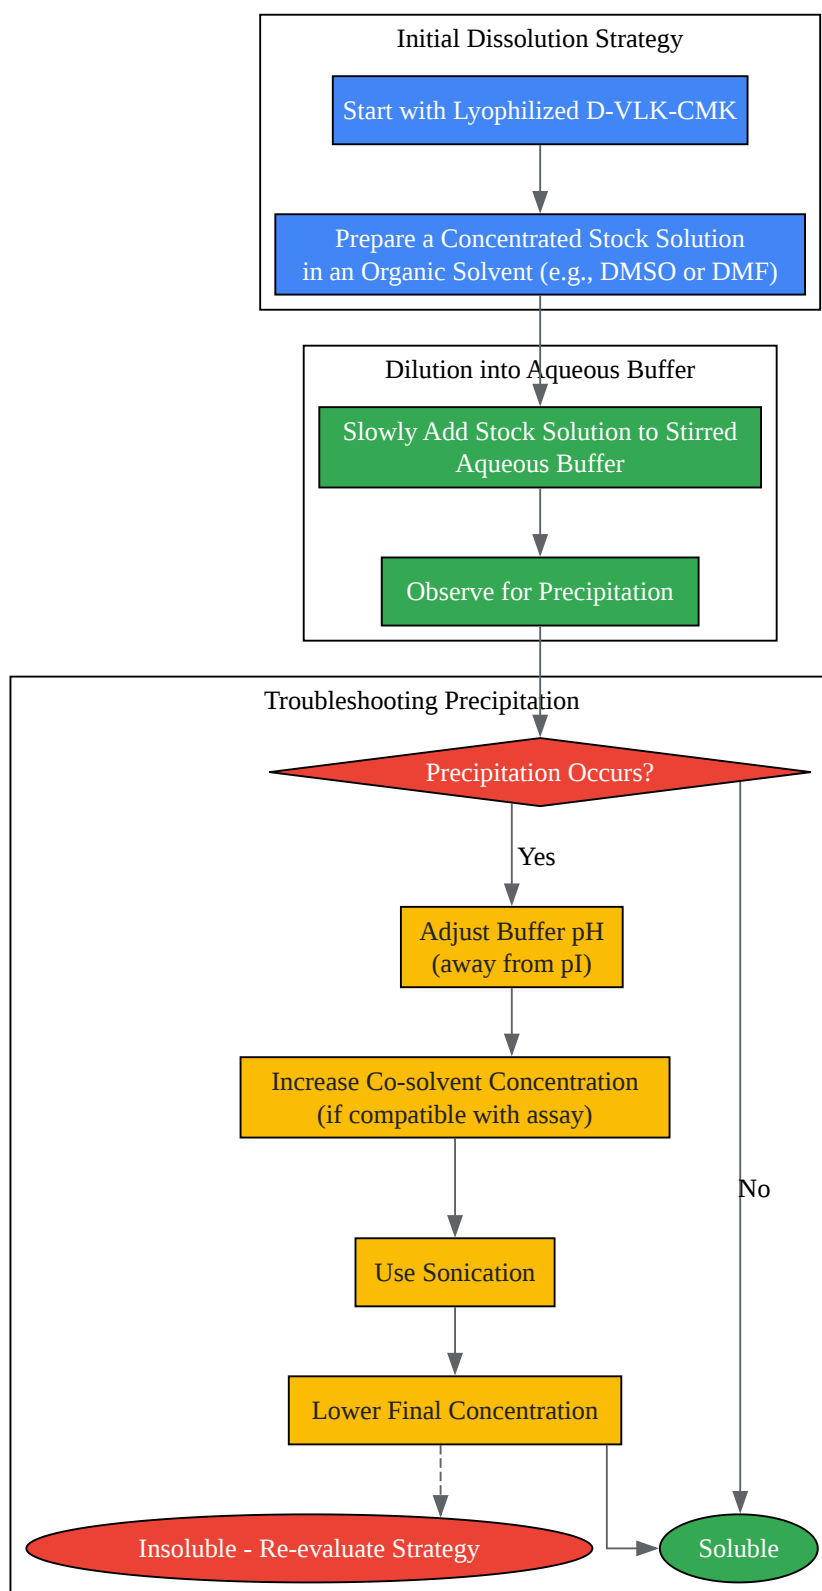 Initial Dissolution Strategy
Start with Lyophilized D-VLK-CMK
Prepare a Concentrated Stock Solution
in an Organic Solvent (e.g., DMSO or DMF)
Dilution into Aqueous Buffer
Slowly Add Stock Solution to Stirred
Aqueous Buffer
Observe for Precipitation
Troubleshooting Precipitation
Precipitation Occurs?
Yes
Adjust Buffer pH
(away from pI)
Increase Co-solvent Concentration
(if compatible with assay)
No
Use Sonication
Lower Final Concentration
Insoluble - Re-evaluate Strategy
Soluble